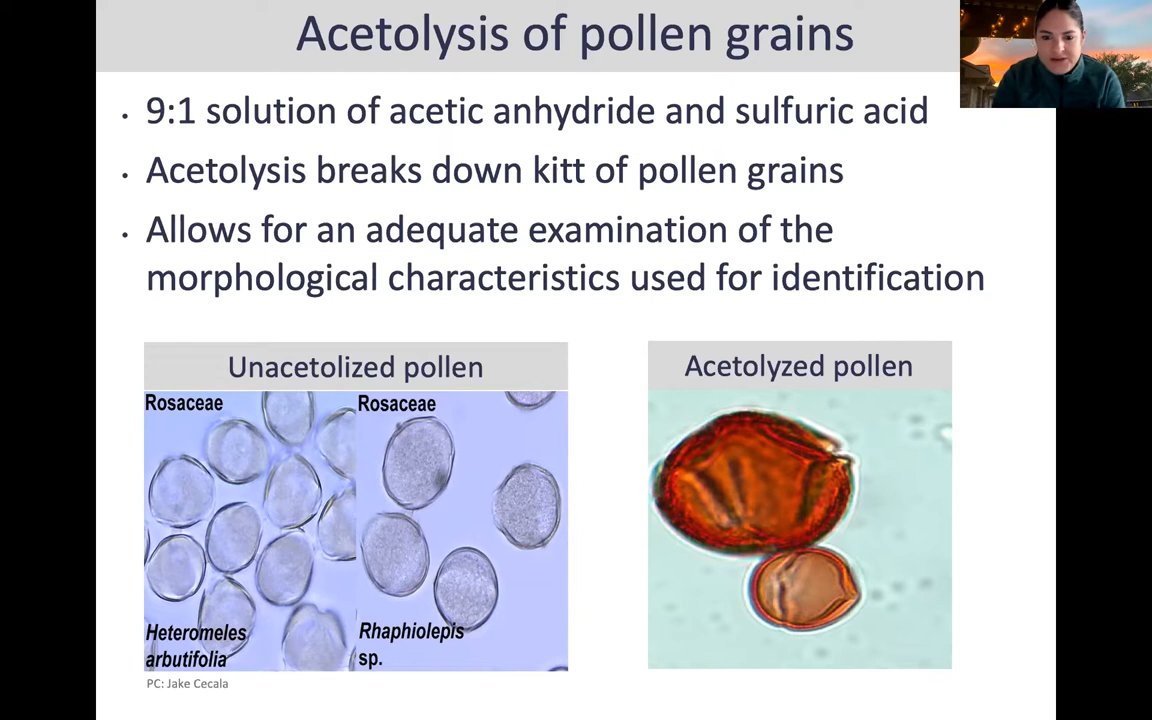 Acetolysis of pollen grains
• 9:1 solution of acetic anhydride and sulfuric acid
• Acetolysis breaks down kitt of pollen grains
• Allows for an adequate examination of the
morphological characteristics used for identification
Unacetolized pollen
Rosaceae
Heteromeles
arbutifolia
Rosaceae
Rhaphiolepis
sp.
PC: Jake Cecala
Acetolyzed pollen